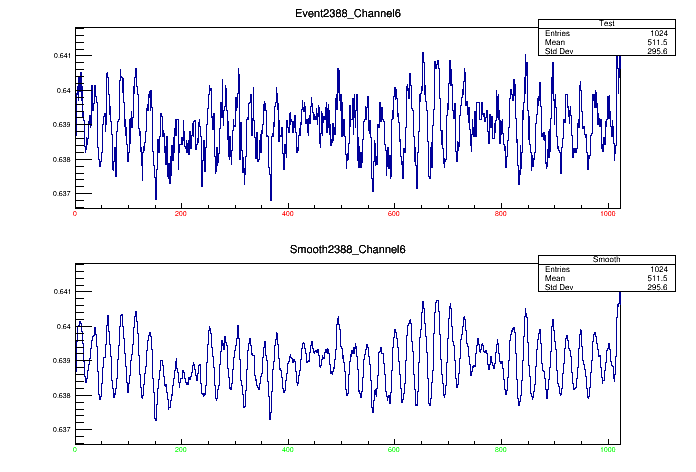 Event2388_Channel6
Test
Entries 1024
Mean 511.5
Std Dev 295.6
0.641
0.64
0.639
0.638
0.637
0 200 400 600 800 1000
Smooth2388_Channel6
Smooth
Entries 1024
Mean 511.5
Std Dev 295.6
0.641
0.64
0.639
0.638
0.637
0 200 400 600 800 1000